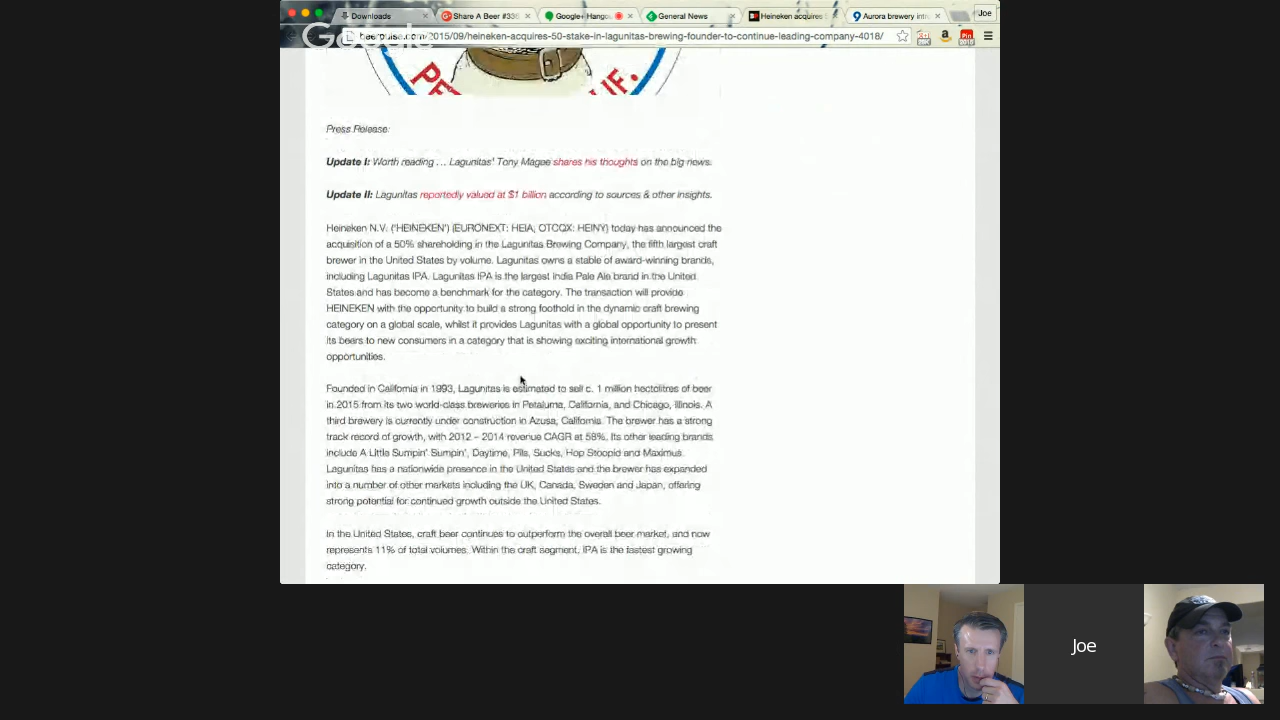 Downloads
Share A Beer #336
Google+ Hangou
General News
Heineken acquires
Aurora brewery intr
Joe
Google
beerpulse.com/2015/09/heineken-acquires-50-stake-in-lagunitas-brewing-founder-to-continue-leading-company-4018/
Press Release:
Update I: Worth reading … Lagunitas' Tony Magee shares his thoughts on the big news.
Update II: Lagunitas reportedly valued at $1 billion according to sources & other insights.
Heineken N.V. ('HEINEKEN') (EURONEXT: HEIA; OTCQX: HEINY) today has announced the
acquisition of a 50% shareholding in the Lagunitas Brewing Company, the fifth largest craft
brewer in the United States by volume. Lagunitas owns a stable of award-winning brands,
including Lagunitas IPA. Lagunitas IPA is the largest India Pale Ale brand in the United
States and has become a benchmark for the category. The transaction will provide
HEINEKEN with the opportunity to build a strong foothold in the dynamic craft brewing
category on a global scale, whilst it provides Lagunitas with a global opportunity to present
its beers to new consumers in a category that is showing exciting international growth
opportunities.
Founded in California in 1993, Lagunitas is estimated to sell c. 1 million hectolitres of beer
in 2015 from its two world-class breweries in Petaluma, California, and Chicago, Illinois. A
third brewery is currently under construction in Azusa, California. The brewer has a strong
track record of growth, with 2012 – 2014 revenue CAGR at 58%. Its other leading brands
include A Little Sumpin' Sumpin', Daytime, Pils, Sucks, Hop Stoopid and Maximus.
Lagunitas has a nationwide presence in the United States and the brewer has expanded
into a number of other markets including the UK, Canada, Sweden and Japan, offering
strong potential for continued growth outside the United States.
In the United States, craft beer continues to outperform the overall beer market, and now
represents 11% of total volumes. Within the craft segment, IPA is the fastest growing
category.
Joe